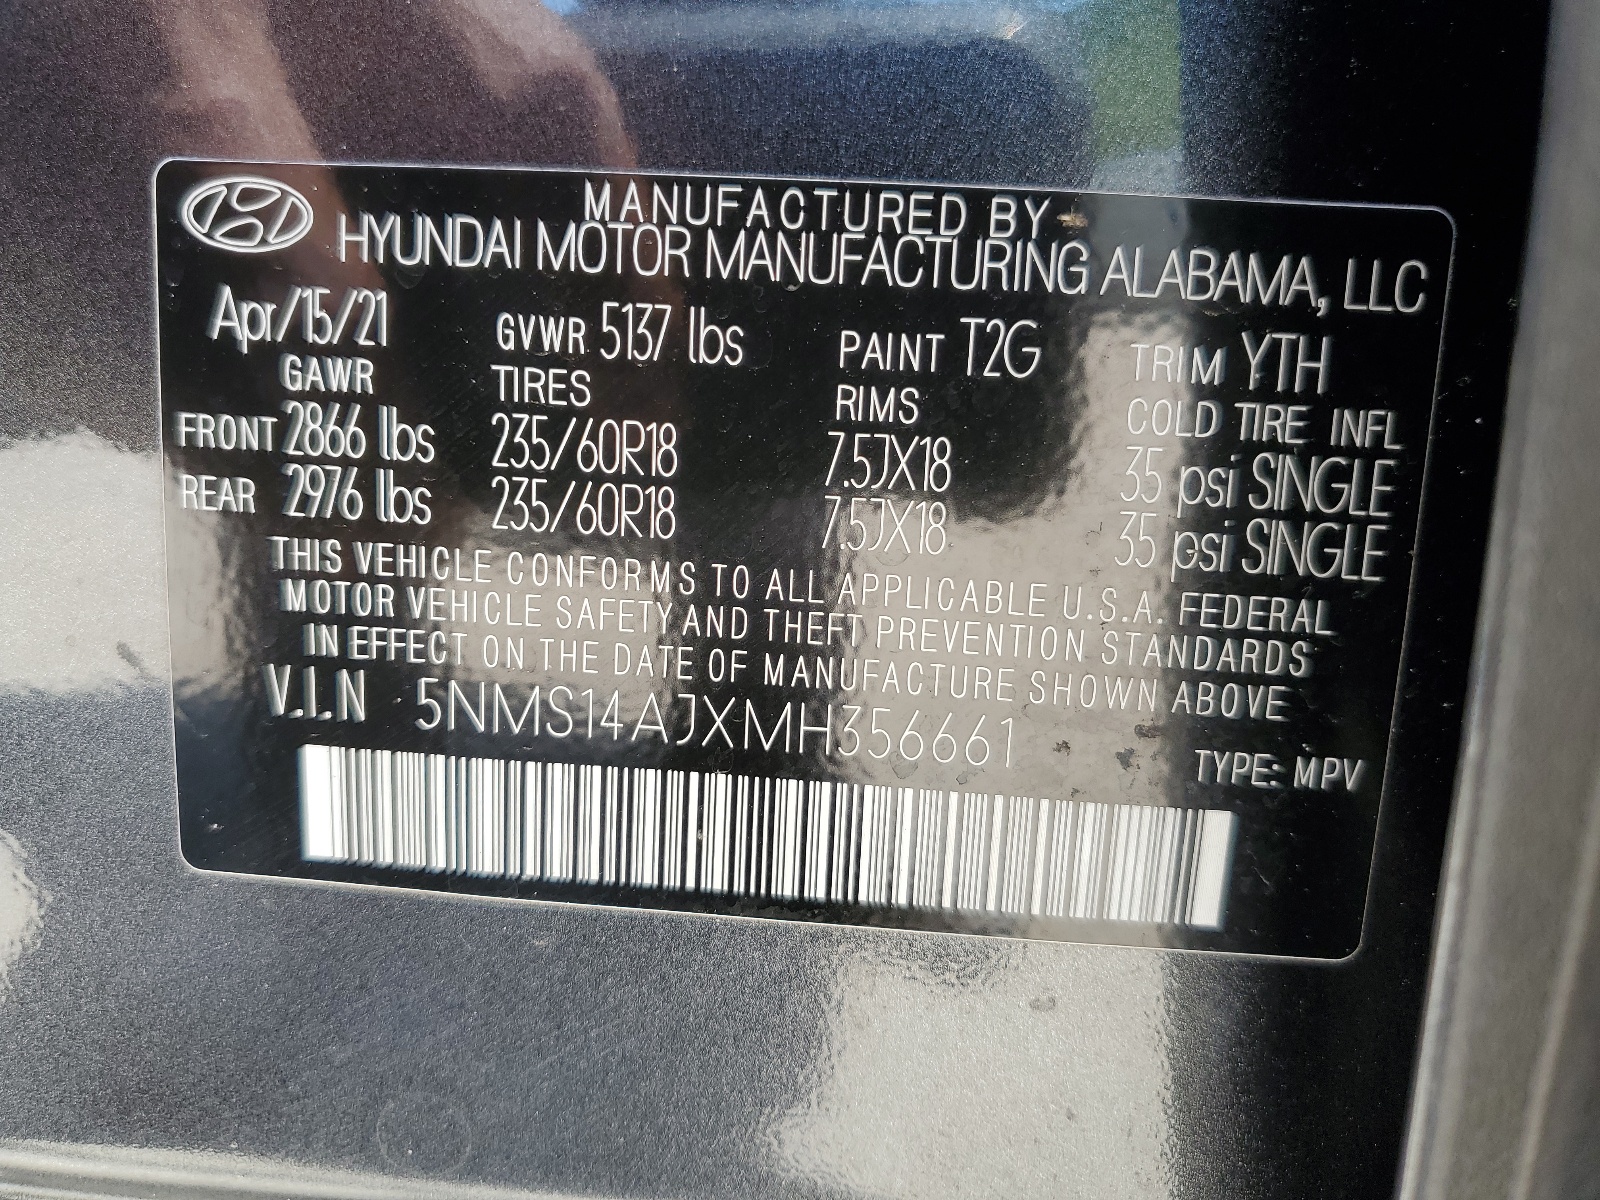 MANUFACTURED BY
HYUNDAI MOTOR MANUFACTURING ALABAMA, LLC
Apr/15/21 GVWR 5137 lbs PAINT T2G TRIM YTH
GAWR TIRES RIMS COLD TIRE INFL
FRONT 2866 lbs 235/60R18 7.5JX18 35 psi SINGLE
REAR 2976 lbs 235/60R18 7.5JX18 35 psi SINGLE
THIS VEHICLE CONFORMS TO ALL APPLICABLE U.S.A. FEDERAL
MOTOR VEHICLE SAFETY AND THEFT PREVENTION STANDARDS
IN EFFECT ON THE DATE OF MANUFACTURE SHOWN ABOVE
V.I.N 5NMS14AJXMH356661
TYPE: MPV